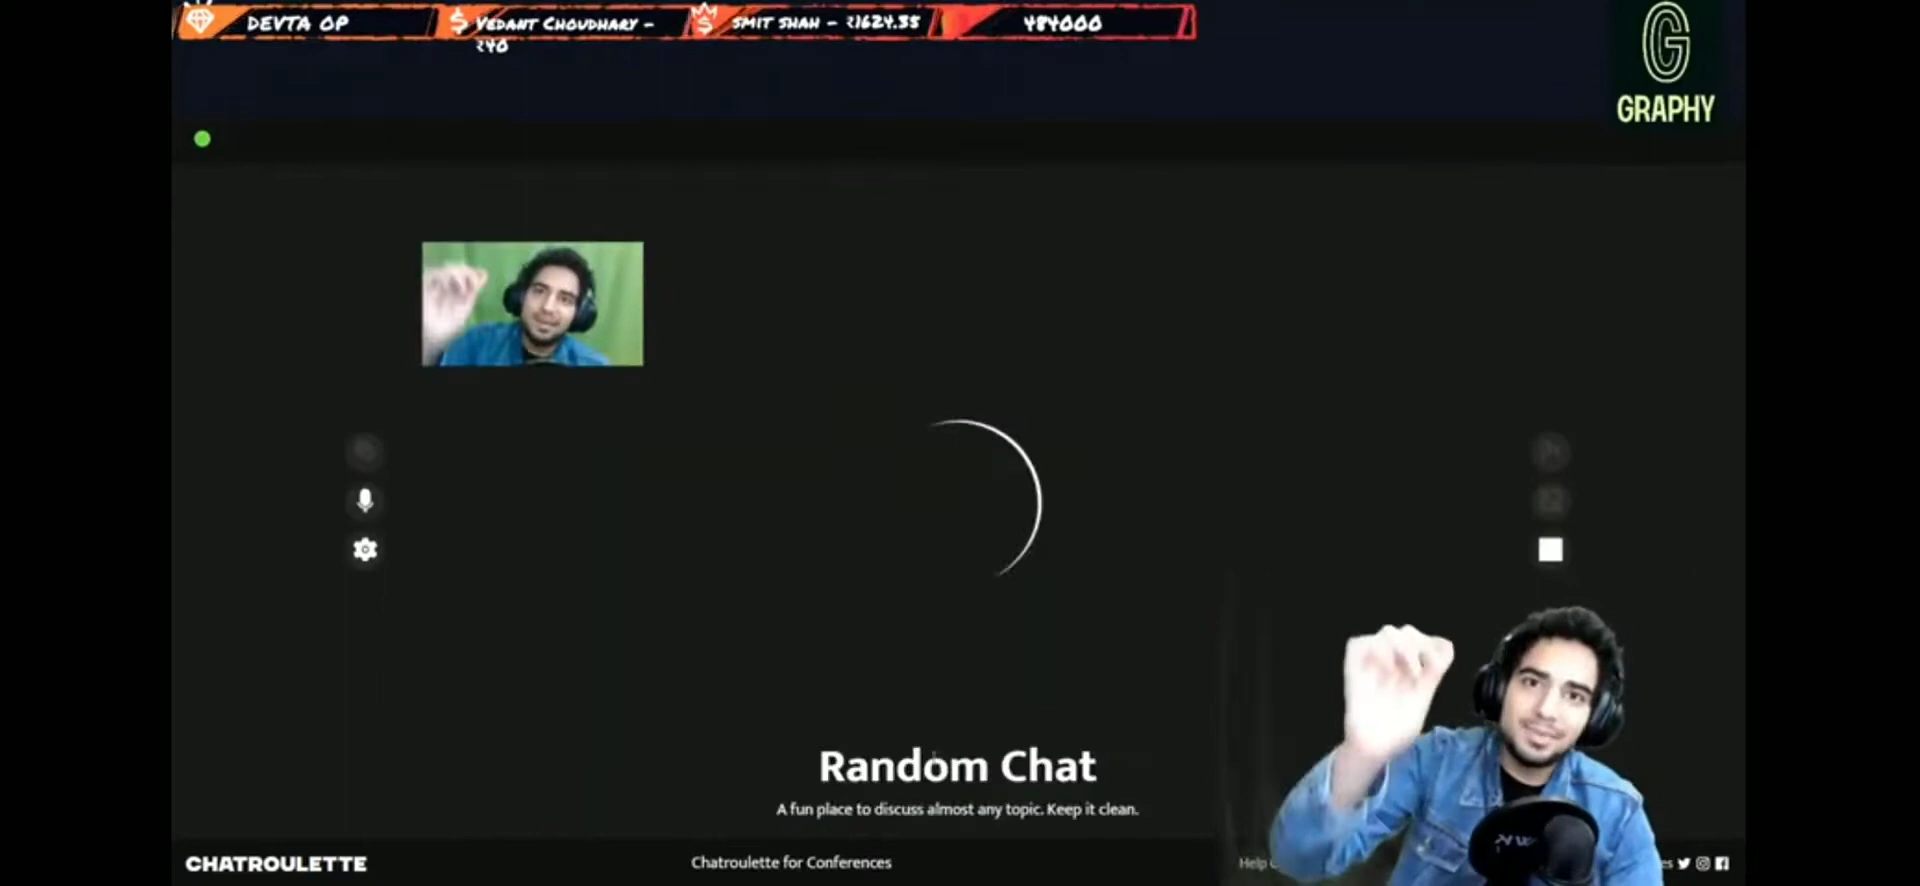 DEVTA OP
VEDANT CHOUDHARY -
₹40
SMIT SHAH - ₹1624.35
484000
G
GRAPHY
Random Chat
A fun place to discuss almost any topic. Keep it clean.
CHATROULETTE
Chatroulette for Conferences
Help